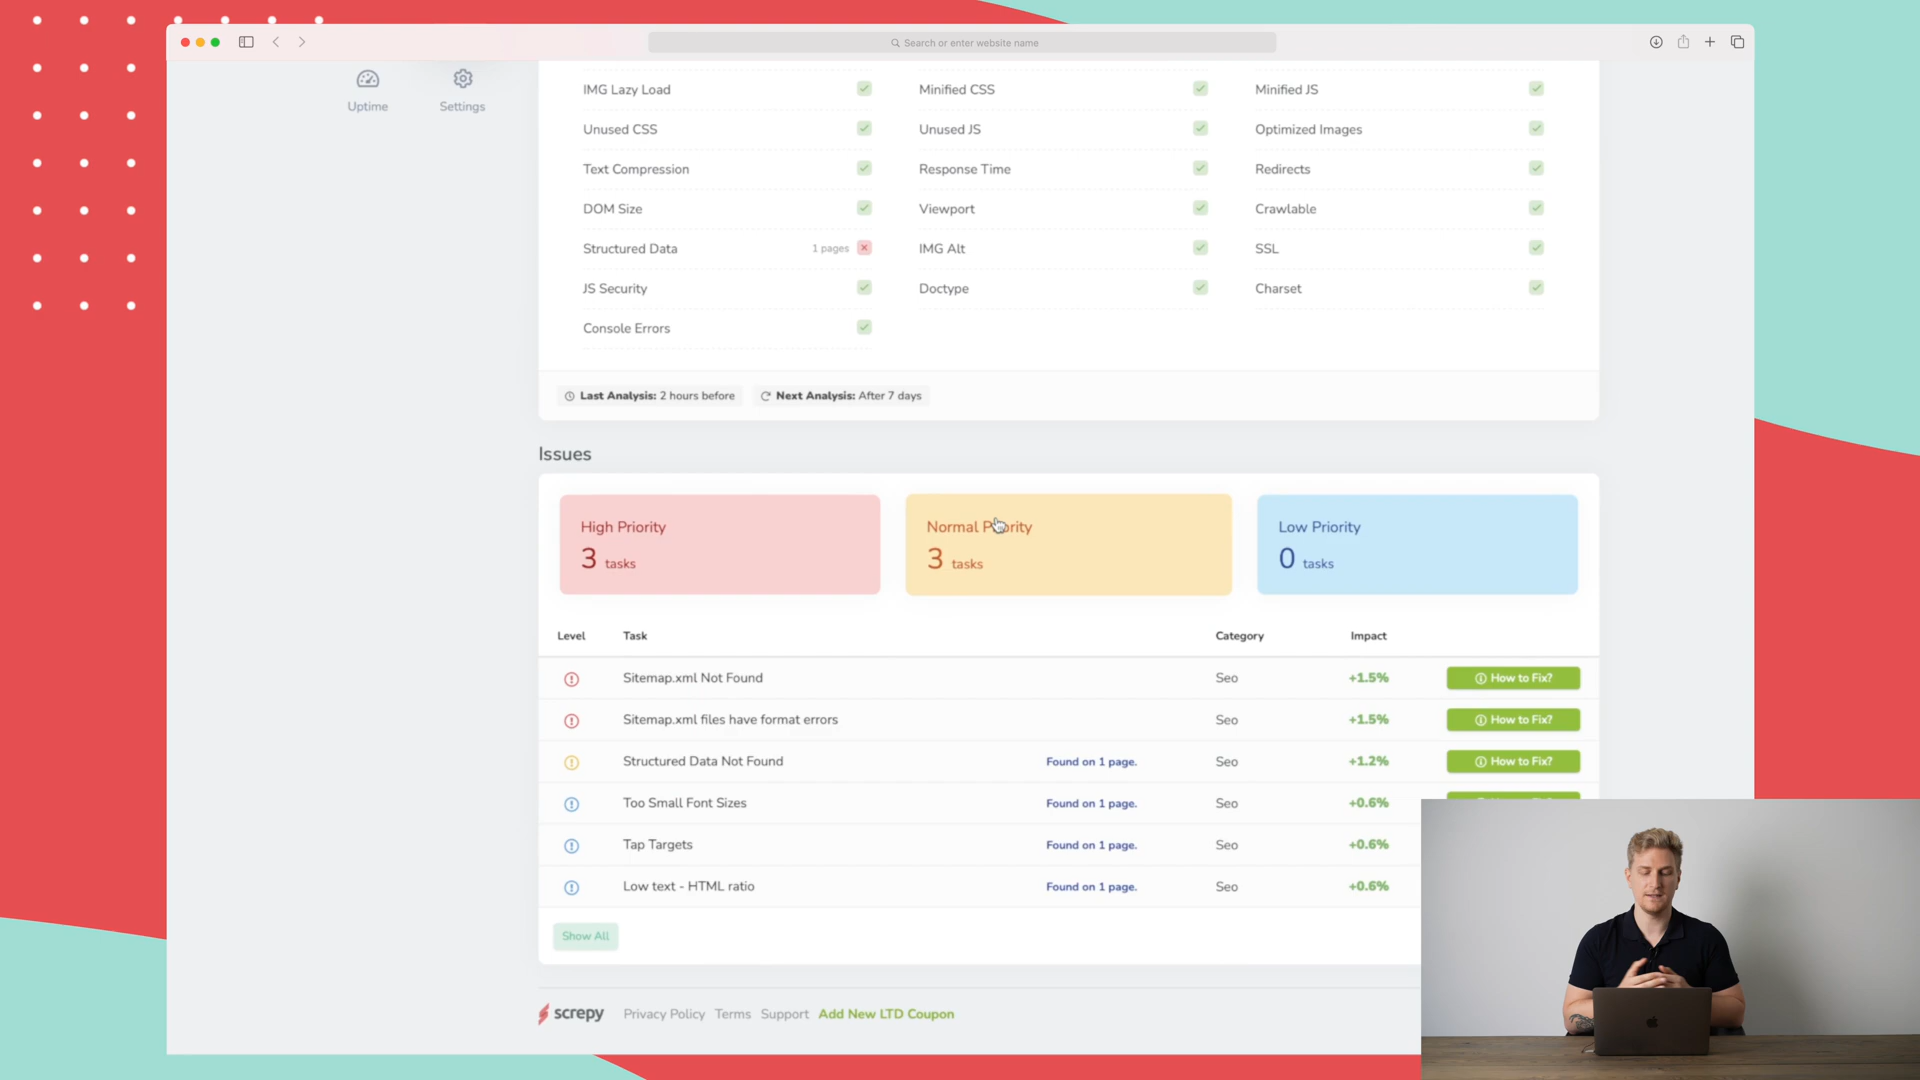 Search or enter website name
Uptime
Settings
IMG Lazy Load
Minified CSS
Minified JS
Unused CSS
Unused JS
Optimized Images
Text Compression
Response Time
Redirects
DOM Size
Viewport
Crawlable
Structured Data 1 pages
IMG Alt
SSL
JS Security
Doctype
Charset
Console Errors
Last Analysis: 2 hours before
Next Analysis: After 7 days
Issues
High Priority
3 tasks
Normal Priority
3 tasks
Low Priority
0 tasks
Level Task Category Impact
Sitemap.xml Not Found Seo +1.5% How to Fix?
Sitemap.xml files have format errors Seo +1.5% How to Fix?
Structured Data Not Found Found on 1 page. Seo +1.2% How to Fix?
Too Small Font Sizes Found on 1 page. Seo +0.6%
Tap Targets Found on 1 page. Seo +0.6%
Low text - HTML ratio Found on 1 page. Seo +0.6%
Show All
screpy Privacy Policy Terms Support Add New LTD Coupon